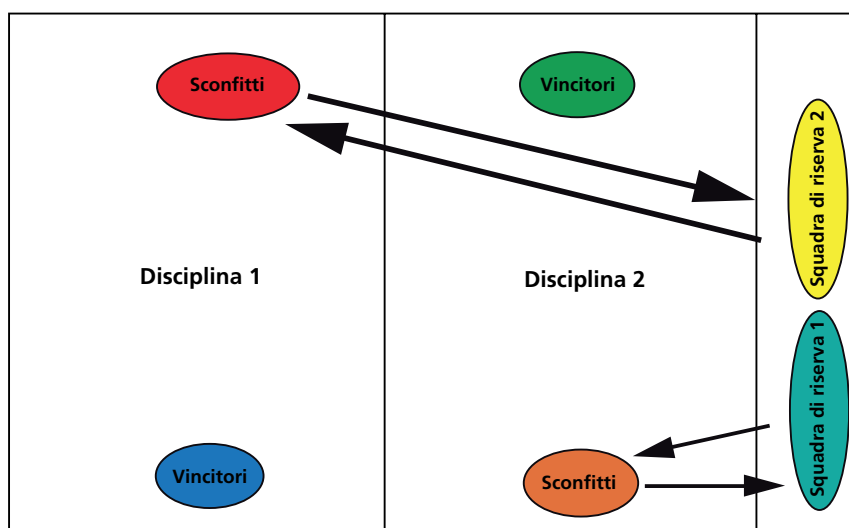 Sconfitti
Vincitori
Squadra di riserva 2
Disciplina 1
Disciplina 2
Squadra di riserva 1
Vincitori
Sconfitti